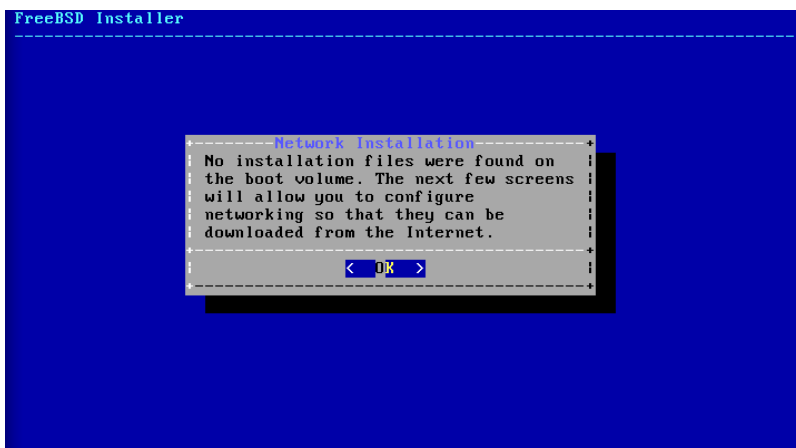 FreeBSD Installer
Network Installation
No installation files were found on
the boot volume. The next few screens
will allow you to configure
networking so that they can be
downloaded from the Internet.
< OK >